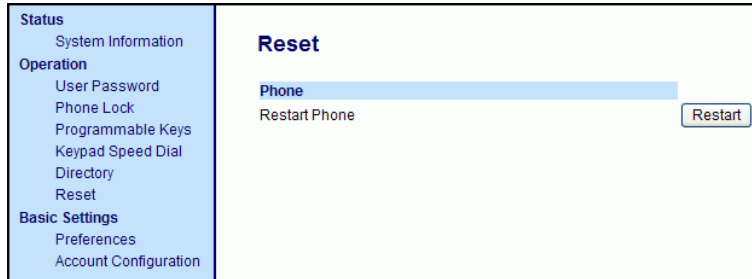 Status
System Information
Operation
User Password
Phone Lock
Programmable Keys
Keypad Speed Dial
Directory
Reset
Basic Settings
Preferences
Account Configuration
Reset
Phone
Restart Phone
Restart